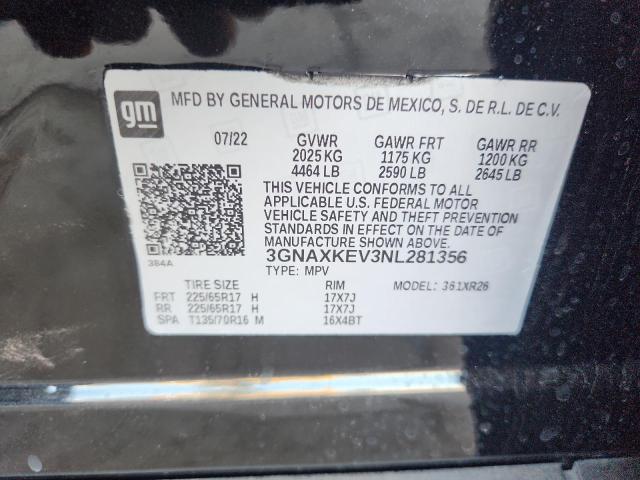 gm
MFD BY GENERAL MOTORS DE MEXICO, S. DE R.L. DE C.V.
07/22 GVWR GAWR FRT GAWR RR
2025 KG 1175 KG 1200 KG
4464 LB 2590 LB 2645 LB
THIS VEHICLE CONFORMS TO ALL
APPLICABLE U.S. FEDERAL MOTOR
VEHICLE SAFETY AND THEFT PREVENTION
STANDARDS IN EFFECT ON THE DATE OF
MANUFACTURE SHOWN ABOVE.
384A 3GNAXKEV3NL281356
TYPE: MPV MODEL: 361XR26
TIRE SIZE RIM
FRT 225/65R17 H 17X7J
RR 225/65R17 H 17X7J
SPA T135/70R16 M 16X4BT